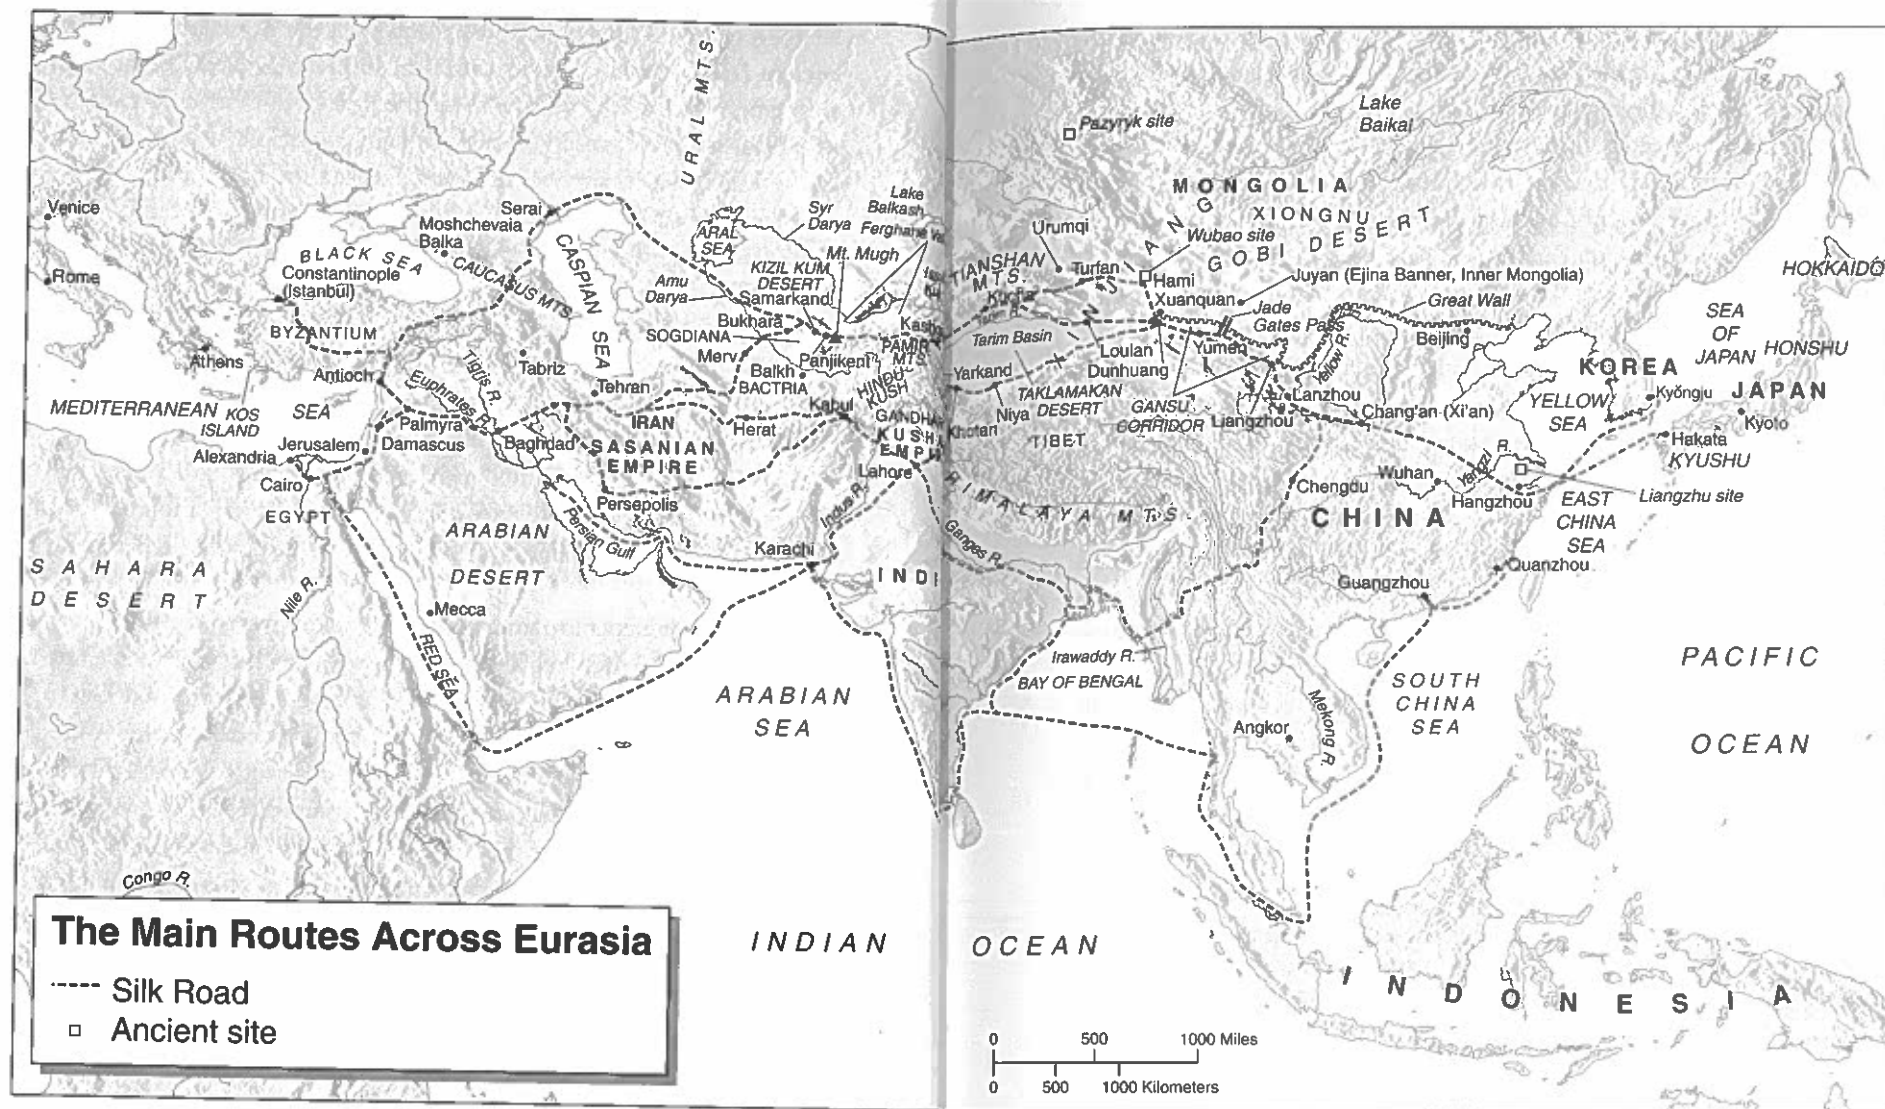 URAL MTS.
Venice
Rome
Serai
Moshchevaia
Balka
BLACK SEA
Constantinople
(Istanbul)
CAUCASUS MTS.
CASPIAN SEA
ARAL
SEA
Syr
Darya
Lake
Balkash
Mt. Mugh
KIZIL KUM
DESERT
Amu
Darya
Samarkand
Bukhara
SOGDIANA
BYZANTIUM
Athens
Antioch
Tigris R.
Euphrates R.
Tabriz
Tehran
Merv
Panjikent
Balkh
BACTRIA
PAMIR
MTS.
HINDU
KUSH
Kabul
MEDITERRANEAN SEA
KOS
ISLAND
Palmyra
Damascus
Jerusalem
Alexandria
Cairo
EGYPT
Baghdad
IRAN
SASANIAN
EMPIRE
Herat
Lahore
Persepolis
Persian Gulf
Indus R.
Karachi
ARABIAN
DESERT
SAHARA
DESERT
Nile R.
Mecca
RED SEA
ARABIAN
SEA
Congo R.
Pazyryk site
Lake
Baikal
MONGOLIA
XIONGNU
GOBI DESERT
Wubao site
Urumqi
TIANSHAN
MTS.
Turfan
Hami
Kucha
Juyan (Ejina Banner, Inner Mongolia)
Xuanquan
Jade
Gates Pass
Great Wall
Tarim Basin
Loulan
Dunhuang
Yumen
Yellow R.
Beijing
Yarkand
Niya
Khotan
TAKLAMAKAN
DESERT
TIBET
GANSU
CORRIDOR
Liangzhou
Lanzhou
Chang'an (Xi'an)
SEA
OF
JAPAN
HOKKAIDŌ
HONSHU
KOREA
JAPAN
Kyŏngju
Kyoto
YELLOW
SEA
Hakata
KYUSHU
Wuhan
Yangzi R.
Hangzhou
Liangzhu site
Chengdu
CHINA
EAST
CHINA
SEA
Ganges R.
Quanzhou
Guangzhou
Irawaddy R.
BAY OF BENGAL
Angkor
Mekong R.
SOUTH
CHINA
SEA
PACIFIC
OCEAN
INDIAN OCEAN
INDONESIA
The Main Routes Across Eurasia
Silk Road
Ancient site
0 500 1000 Miles
0 500 1000 Kilometers